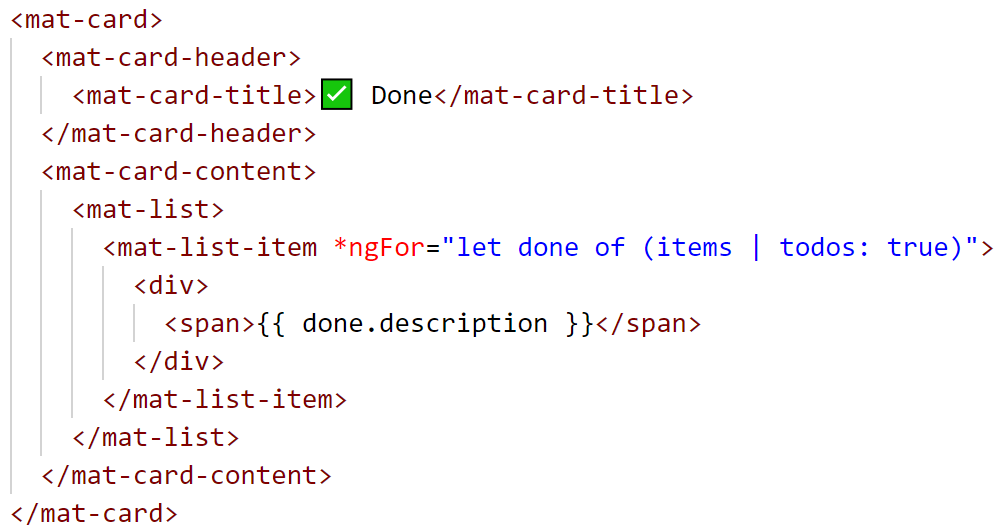 <mat-card>
  <mat-card-header>
    <mat-card-title>✅ Done</mat-card-title>
  </mat-card-header>
  <mat-card-content>
    <mat-list>
      <mat-list-item *ngFor="let done of (items | todos: true)">
        <div>
          <span>{{ done.description }}</span>
        </div>
      </mat-list-item>
    </mat-list>
  </mat-card-content>
</mat-card>